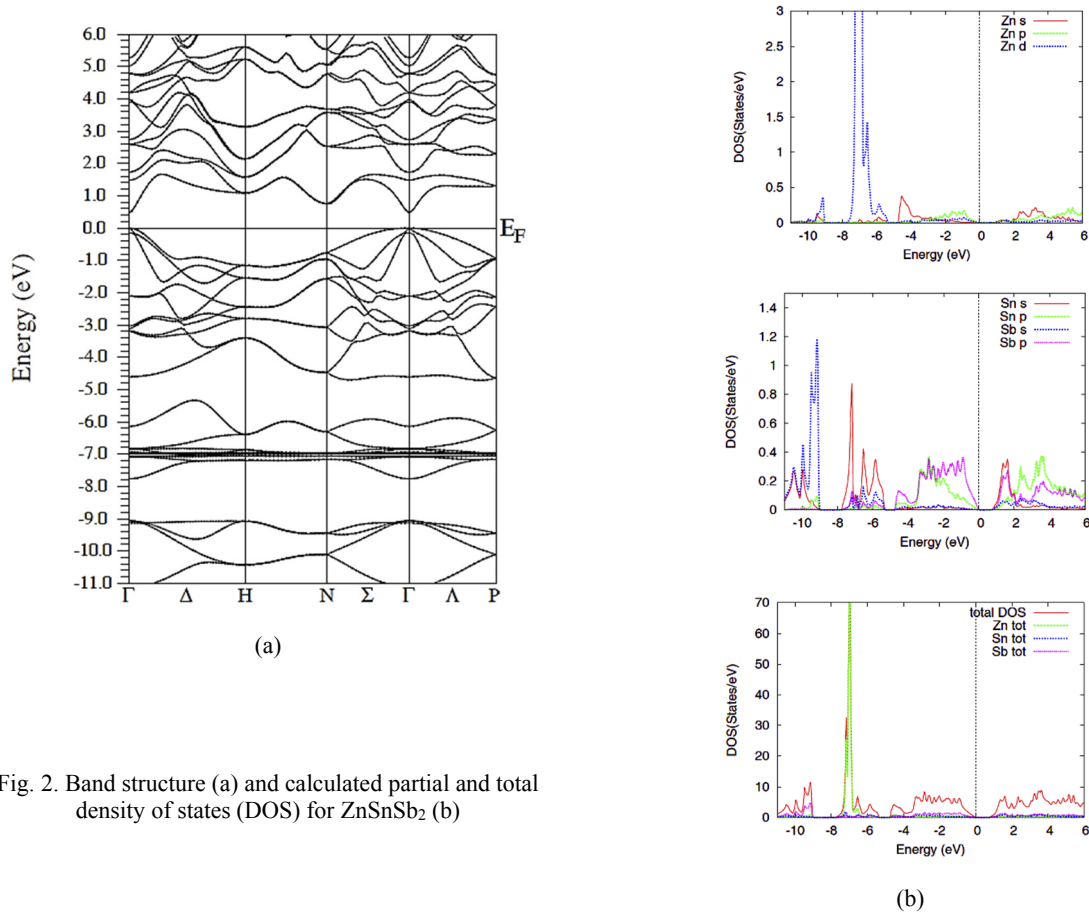 6.0
5.0
4.0
3.0
2.0
1.0
0.0
-1.0
-2.0
-3.0
-4.0
-5.0
-6.0
-7.0
-8.0
-9.0
-10.0
-11.0
Energy (eV)
E_F
Γ Δ H N Σ Γ Λ P
(a)
Fig. 2. Band structure (a) and calculated partial and total
density of states (DOS) for ZnSnSb₂ (b)
Zn s
Zn p
Zn d
3
2.5
2
1.5
1
0.5
0
DOS(States/eV)
-10 -8 -6 -4 -2 0 2 4 6
Energy (eV)
Sn s
Sn p
Sb s
Sb p
1.4
1.2
1
0.8
0.6
0.4
0.2
0
DOS(States/eV)
-10 -8 -6 -4 -2 0 2 4 6
Energy (eV)
total DOS
Zn tot
Sn tot
Sb tot
70
60
50
40
30
20
10
0
DOS(States/eV)
-10 -8 -6 -4 -2 0 2 4 6
Energy (eV)
(b)